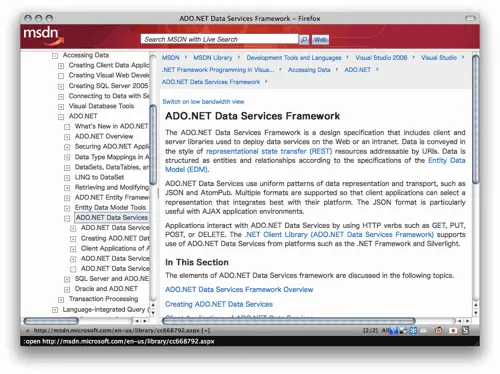 ADO.NET Data Services Framework – Firefox
msdn
Search MSDN with Live Search
Web
Accessing Data
Creating Client Data Applic
Creating Visual Web Develo
Creating SQL Server 2005
Connecting to Data with Se
Visual Database Tools
ADO.NET
What's New in ADO.NET
ADO.NET Overview
Securing ADO.NET Appli
Data Type Mappings in A
DataSets, DataTables, an
LINQ to DataSet
Retrieving and Modifying
ADO.NET Entity Framew
Entity Data Model Tools
ADO.NET Data Services
ADO.NET Data Service
Creating ADO.NET Dat
Client Applications of A
ADO.NET Data Service
ADO.NET Data Service
SQL Server and ADO.NE
Oracle and ADO.NET
Transaction Processing
Language-integrated Query (
MSDN MSDN Library Development Tools and Languages Visual Studio 2008 Visual Studio
.NET Framework Programming in Visua... Accessing Data ADO.NET
ADO.NET Data Services Framework
Switch on low bandwidth view
ADO.NET Data Services Framework
The ADO.NET Data Services Framework is a design specification that includes client and
server libraries used to deploy data services on the Web or an intranet. Data is conveyed in
the style of representational state transfer (REST) resources addressable by URIs. Data is
structured as entities and relationships according to the specifications of the Entity Data
Model (EDM).
ADO.NET Data Services use uniform patterns of data representation and transport, such as
JSON and AtomPub. Multiple formats are supported so that client applications can select a
representation that integrates best with their platform. The JSON format is particularly
useful with AJAX application environments.
Applications interact with ADO.NET Data Services by using HTTP verbs such as GET, PUT,
POST, or DELETE. The .NET Client Library (ADO.NET Data Services Framework) supports
use of ADO.NET Data Services from platforms such as the .NET Framework and Silverlight.
In This Section
The elements of ADO.NET Data Services framework are discussed in the following topics.
ADO.NET Data Services Framework Overview
Creating ADO.NET Data Services
< http://msdn.microsoft.com/en-us/library/cc668792.aspx [-] [2/2] All
:open http://msdn.microsoft.com/en-us/library/cc668792.aspx